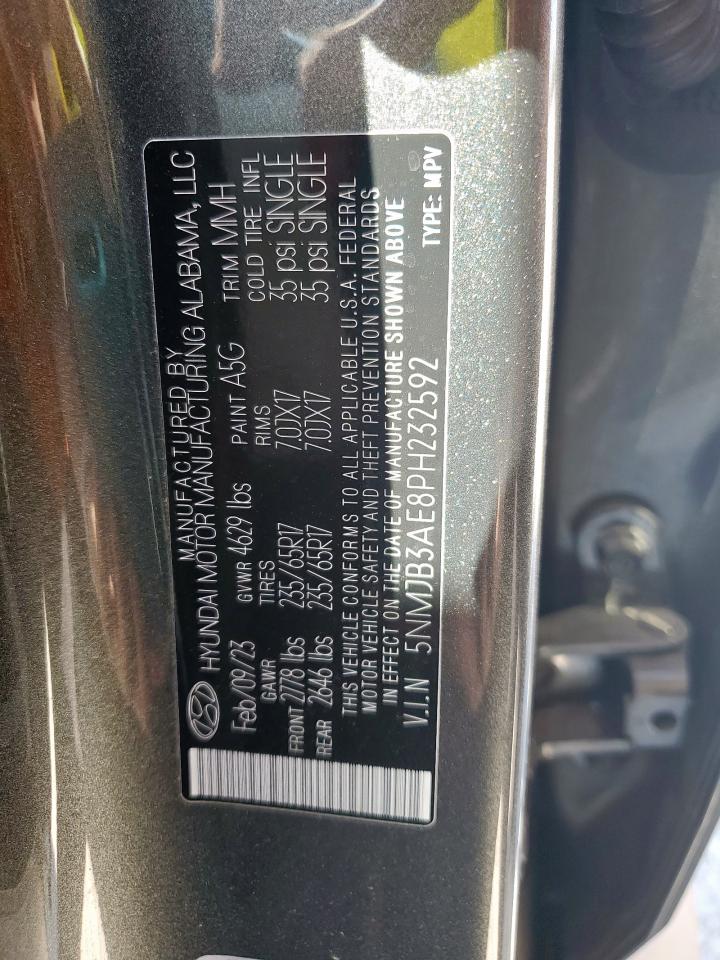 MANUFACTURED BY
HYUNDAI MOTOR MANUFACTURING ALABAMA, LLC
Feb/09/23 GVWR 4629 lbs PAINT A5G TRIM MMH
GAWR TIRES RIMS COLD TIRE INFL
FRONT 2778 lbs 235/65R17 7.0JX17 35 psi SINGLE
REAR 2646 lbs 235/65R17 7.0JX17 35 psi SINGLE
THIS VEHICLE CONFORMS TO ALL APPLICABLE U.S.A. FEDERAL
MOTOR VEHICLE SAFETY AND THEFT PREVENTION STANDARDS
IN EFFECT ON THE DATE OF MANUFACTURE SHOWN ABOVE
V.I.N 5NMJB3AE8PH232592 TYPE: MPV